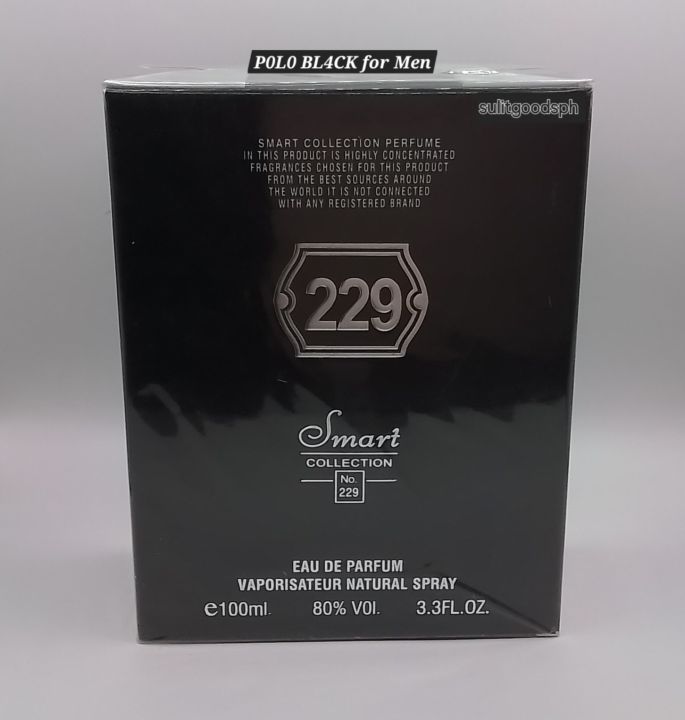 P0L0 BL4CK for Men
sulitgoodsph
SMART COLLECTION PERFUME
IN THIS PRODUCT IS HIGHLY CONCENTRATED
FRAGRANCES CHOSEN FOR THIS PRODUCT
FROM THE BEST SOURCES AROUND
THE WORLD IT IS NOT CONNECTED
WITH ANY REGISTERED BRAND
229
Smart
COLLECTION
No.
229
EAU DE PARFUM
VAPORISATEUR NATURAL SPRAY
e100ml. 80% VOl. 3.3FL.OZ.